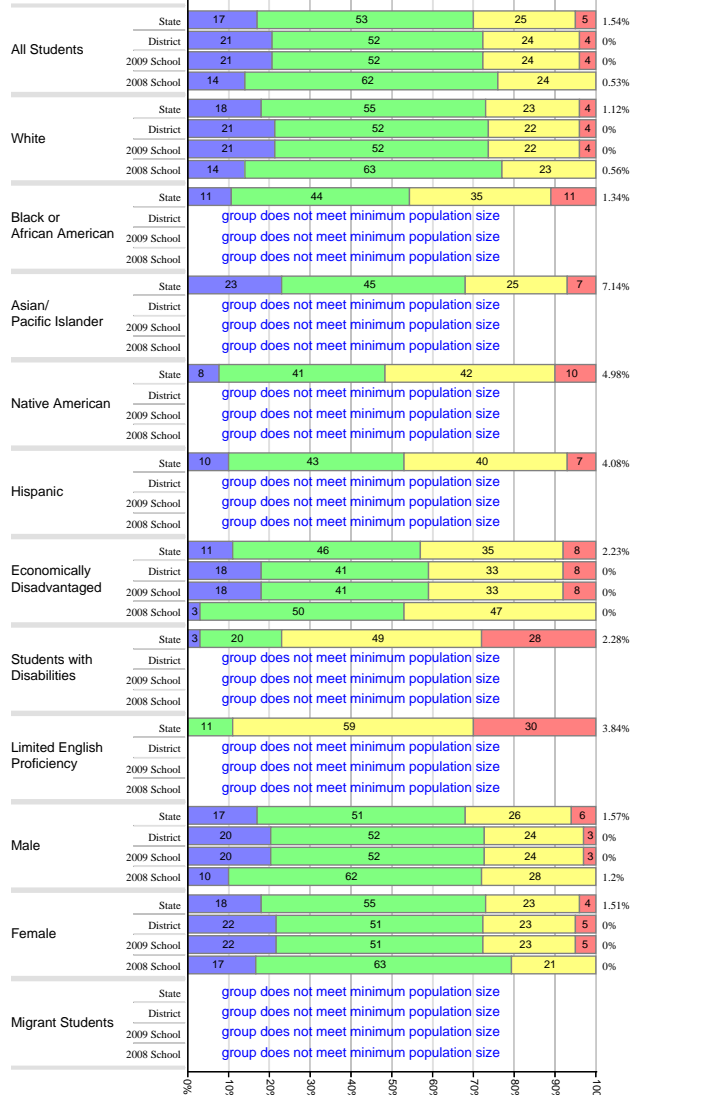 State 17 53 25 5 1.54%
All Students
District 21 52 24 4 0%
2009 School 21 52 24 4 0%
2008 School 14 62 24 0.53%
State 18 55 23 4 1.12%
White
District 21 52 22 4 0%
2009 School 21 52 22 4 0%
2008 School 14 63 23 0.56%
State 11 44 35 11 1.34%
Black or
African American
District group does not meet minimum population size
2009 School group does not meet minimum population size
2008 School group does not meet minimum population size
State 23 45 25 7 7.14%
Asian/
Pacific Islander
District group does not meet minimum population size
2009 School group does not meet minimum population size
2008 School group does not meet minimum population size
State 8 41 42 10 4.98%
Native American
District group does not meet minimum population size
2009 School group does not meet minimum population size
2008 School group does not meet minimum population size
State 10 43 40 7 4.08%
Hispanic
District group does not meet minimum population size
2009 School group does not meet minimum population size
2008 School group does not meet minimum population size
State 11 46 35 8 2.23%
Economically
Disadvantaged
District 18 41 33 8 0%
2009 School 18 41 33 8 0%
2008 School 3 50 47 0%
State 3 20 49 28 2.28%
Students with
Disabilities
District group does not meet minimum population size
2009 School group does not meet minimum population size
2008 School group does not meet minimum population size
State 11 59 30 3.84%
Limited English
Proficiency
District group does not meet minimum population size
2009 School group does not meet minimum population size
2008 School group does not meet minimum population size
State 17 51 26 6 1.57%
Male
District 20 52 24 3 0%
2009 School 20 52 24 3 0%
2008 School 10 62 28 1.2%
State 18 55 23 4 1.51%
Female
District 22 51 23 5 0%
2009 School 22 51 23 5 0%
2008 School 17 63 21 0%
State group does not meet minimum population size
Migrant Students
District group does not meet minimum population size
2009 School group does not meet minimum population size
2008 School group does not meet minimum population size
0% 10% 20% 30% 40% 50% 60% 70% 80% 90% 100